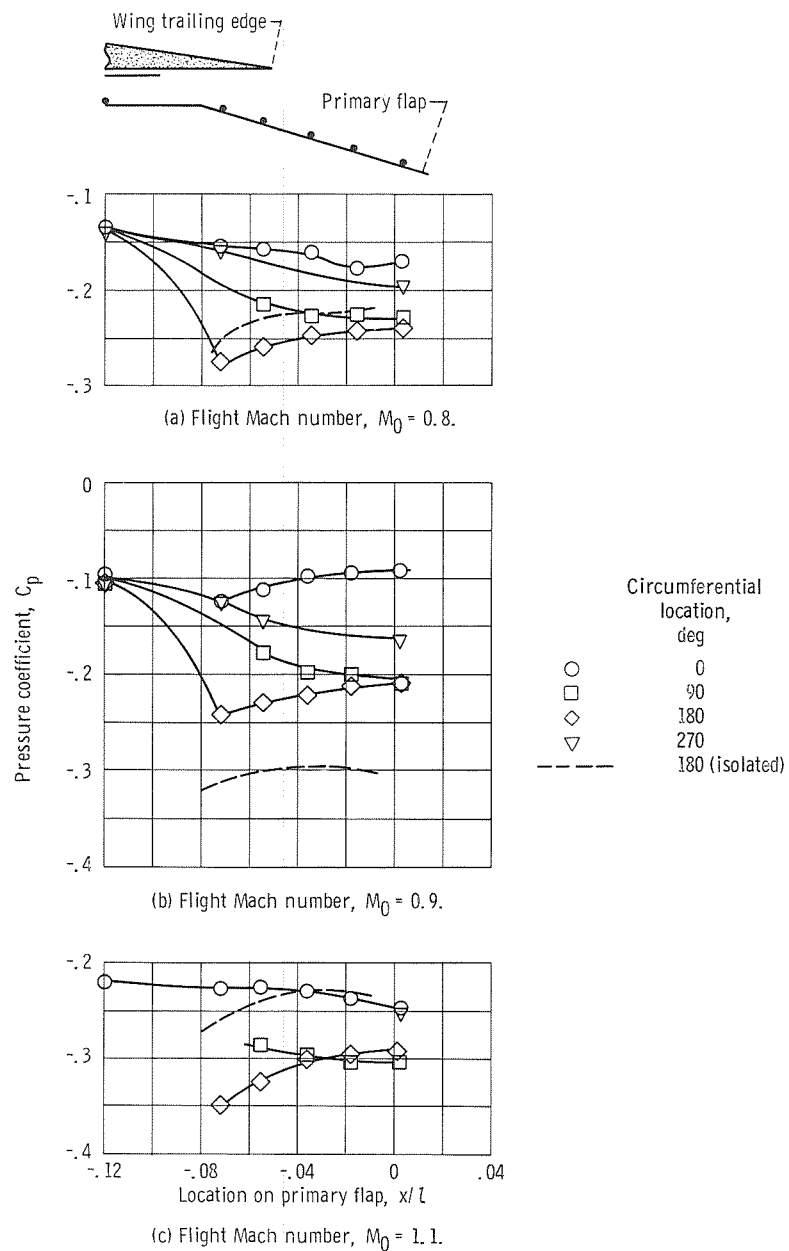 Wing trailing edge
Primary flap
-.1
-.2
-.3
(a) Flight Mach number, M0 = 0.8.
0
-.1
-.2
-.3
-.4
Pressure coefficient, Cp
(b) Flight Mach number, M0 = 0.9.
Circumferential
location,
deg
0
90
180
270
180 (isolated)
-.2
-.3
-.4
-.12 -.08 -.04 0 .04
Location on primary flap, x/l
(c) Flight Mach number, M0 = 1.1.